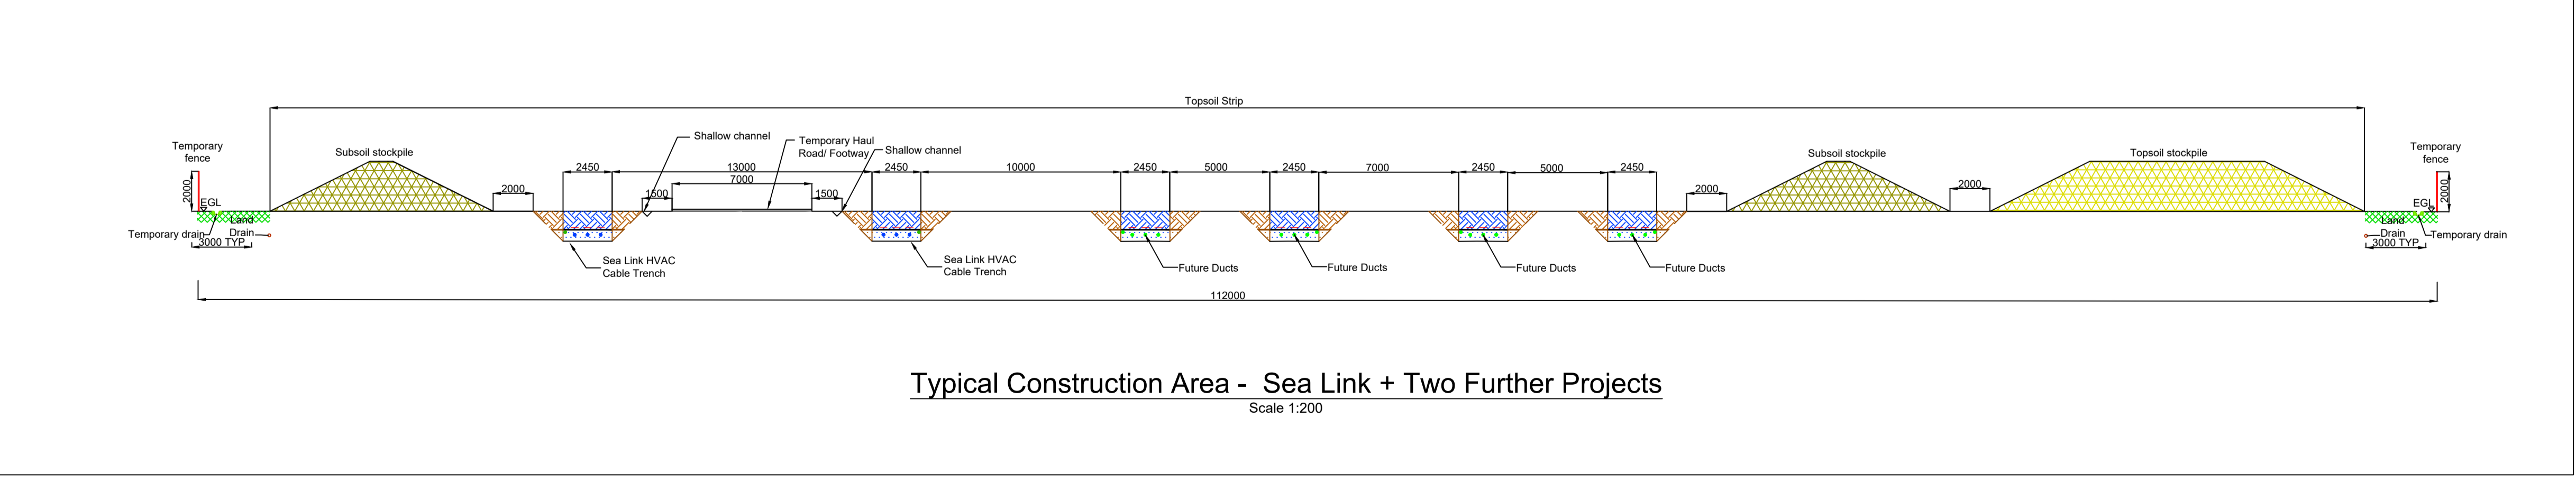 Topsoil Strip
Temporary
fence
Subsoil stockpile
Shallow channel
Temporary Haul
Road/ Footway
Shallow channel
Subsoil stockpile
Topsoil stockpile
Temporary
fence
2450
13000
2450
10000
2450
5000
2450
7000
2450
5000
2450
7000
2000
2000
1500
1500
2000
2000
2000
EGL
EGL
Land
Land
Temporary drain
Drain
3000 TYP
Drain
3000 TYP
Temporary drain
Sea Link HVAC
Cable Trench
Sea Link HVAC
Cable Trench
Future Ducts
Future Ducts
Future Ducts
Future Ducts
112000
Typical Construction Area - Sea Link + Two Further Projects
Scale 1:200